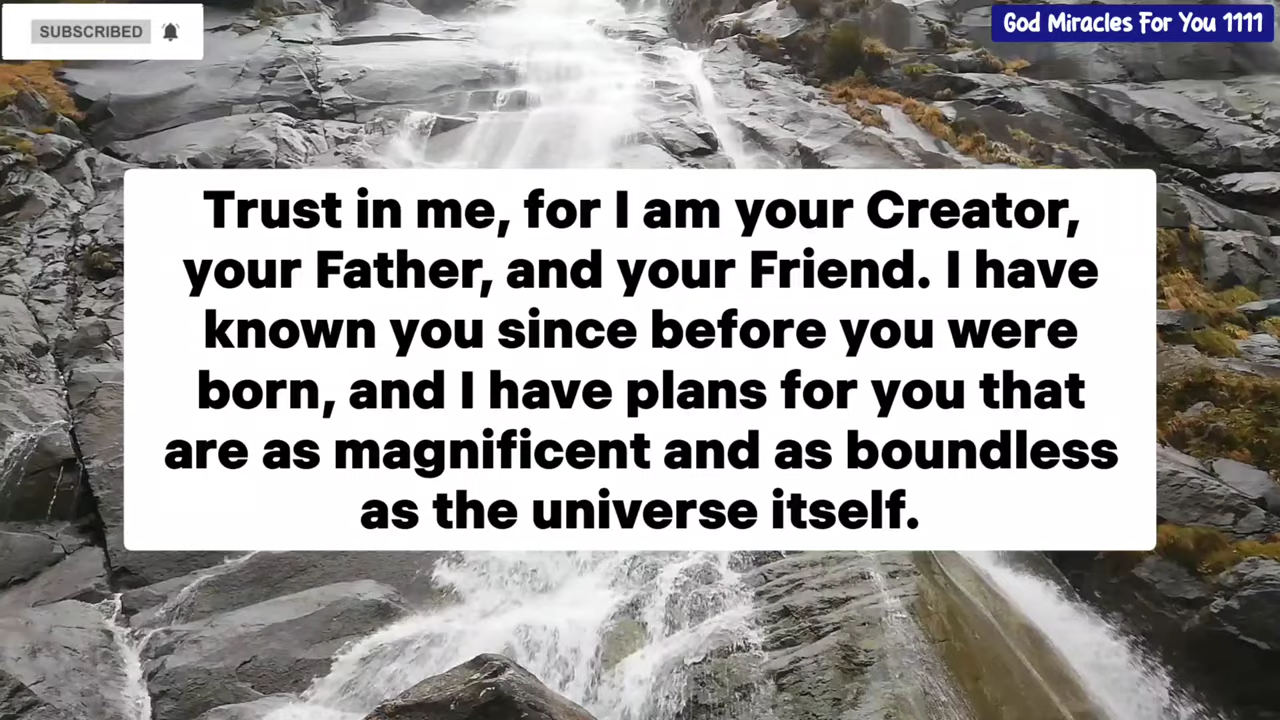 SUBSCRIBED
God Miracles For You 1111
Trust in me, for I am your Creator,
your Father, and your Friend. I have
known you since before you were
born, and I have plans for you that
are as magnificent and as boundless
as the universe itself.